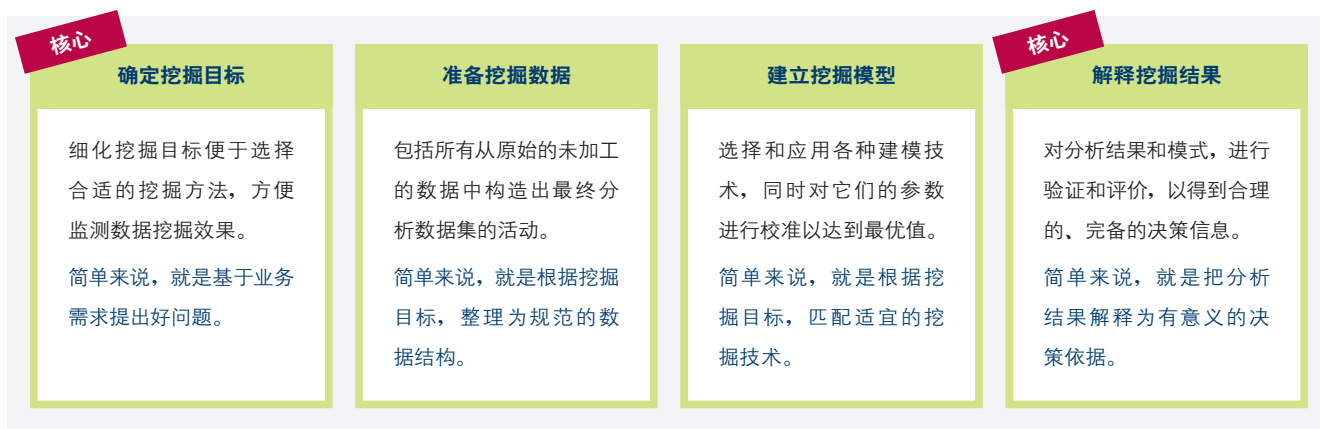 核心
确定挖掘目标
细化挖掘目标便于选择
合适的挖掘方法，方便
监测数据挖掘效果。
简单来说，就是基于业务
需求提出好问题。
准备挖掘数据
包括所有从原始的未加工
的数据中构造出最终分
析数据集的活动。
简单来说，就是根据挖掘
目标，整理为规范的数
据结构。
建立挖掘模型
选择和应用各种建模技
术，同时对它们的参数
进行校准以达到最优值。
简单来说，就是根据挖
掘目标，匹配适宜的挖
掘技术。
核心
解释挖掘结果
对分析结果和模式，进行
验证和评价，以得到合理
的、完备的决策信息。
简单来说，就是把分析
结果解释为有意义的决
策依据。